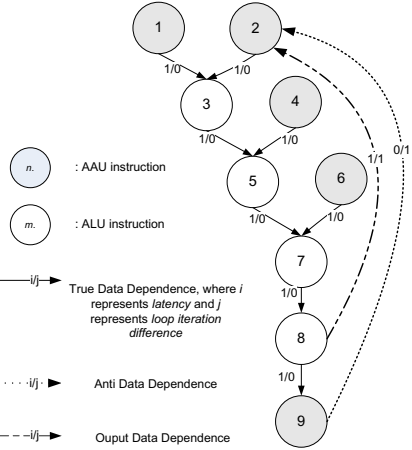 1
2
1/0
1/0
3
4
1/0
1/0
5
6
1/0
1/0
7
1/0
8
1/0
9
1/1
0/1
n.
: AAU instruction
m.
: ALU instruction
i/j
True Data Dependence, where i
represents latency and j
represents loop iteration
difference
i/j
Anti Data Dependence
i/j
Ouput Data Dependence